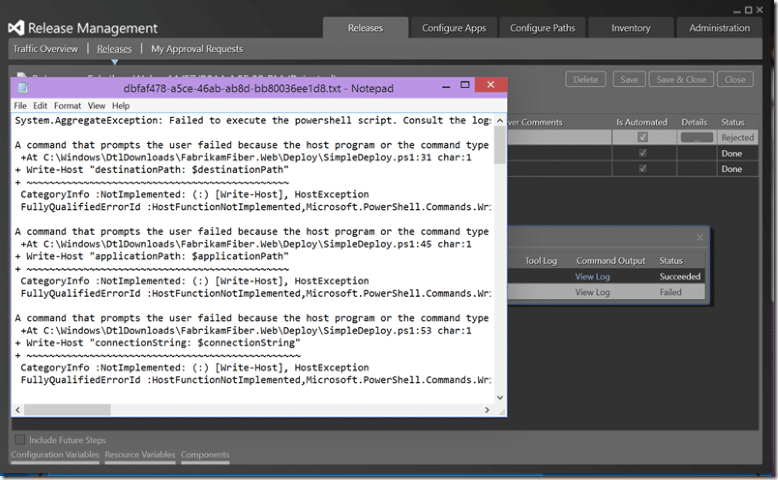 Release Management
Releases
Configure Apps
Configure Paths
Inventory
Administration
Traffic Overview
Releases
My Approval Requests
Delete
Save
Save & Close
Close
dbfaf478-a5ce-46ab-ab8d-bb80036ee1d8.txt - Notepad
File Edit Format View Help
System.AggregateException: Failed to execute the powershell script. Consult the log
A command that prompts the user failed because the host program or the command type
+At C:\Windows\DtlDownloads\FabrikamFiber.Web\Deploy\SimpleDeploy.ps1:31 char:1
+ Write-Host "destinationPath: $destinationPath"
+ ~~~~~~~~~~~~~~~~~~~~~~~~~~~~~~~~~~~~~~~~~~~~~~
CategoryInfo :NotImplemented: (:) [Write-Host], HostException
FullyQualifiedErrorId :HostFunctionNotImplemented,Microsoft.PowerShell.Commands.Wr
A command that prompts the user failed because the host program or the command type
+At C:\Windows\DtlDownloads\FabrikamFiber.Web\Deploy\SimpleDeploy.ps1:45 char:1
+ Write-Host "applicationPath: $applicationPath"
+ ~~~~~~~~~~~~~~~~~~~~~~~~~~~~~~~~~~~~~~~~~~~~~~
CategoryInfo :NotImplemented: (:) [Write-Host], HostException
FullyQualifiedErrorId :HostFunctionNotImplemented,Microsoft.PowerShell.Commands.Wr
A command that prompts the user failed because the host program or the command type
+At C:\Windows\DtlDownloads\FabrikamFiber.Web\Deploy\SimpleDeploy.ps1:53 char:1
+ Write-Host "connectionString: $connectionString"
+ ~~~~~~~~~~~~~~~~~~~~~~~~~~~~~~~~~~~~~~~~~~~~~~~~
CategoryInfo :NotImplemented: (:) [Write-Host], HostException
FullyQualifiedErrorId :HostFunctionNotImplemented,Microsoft.PowerShell.Commands.Wr
ver Comments
Is Automated
Details
Status
...
Rejected
Done
Done
Tool Log
Command Output
Status
View Log
Succeeded
View Log
Failed
Include Future Steps
Configuration Variables
Resource Variables
Components